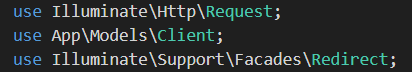 use Illuminate\Http\Request;
use App\Models\Client;
use Illuminate\Support\Facades\Redirect;